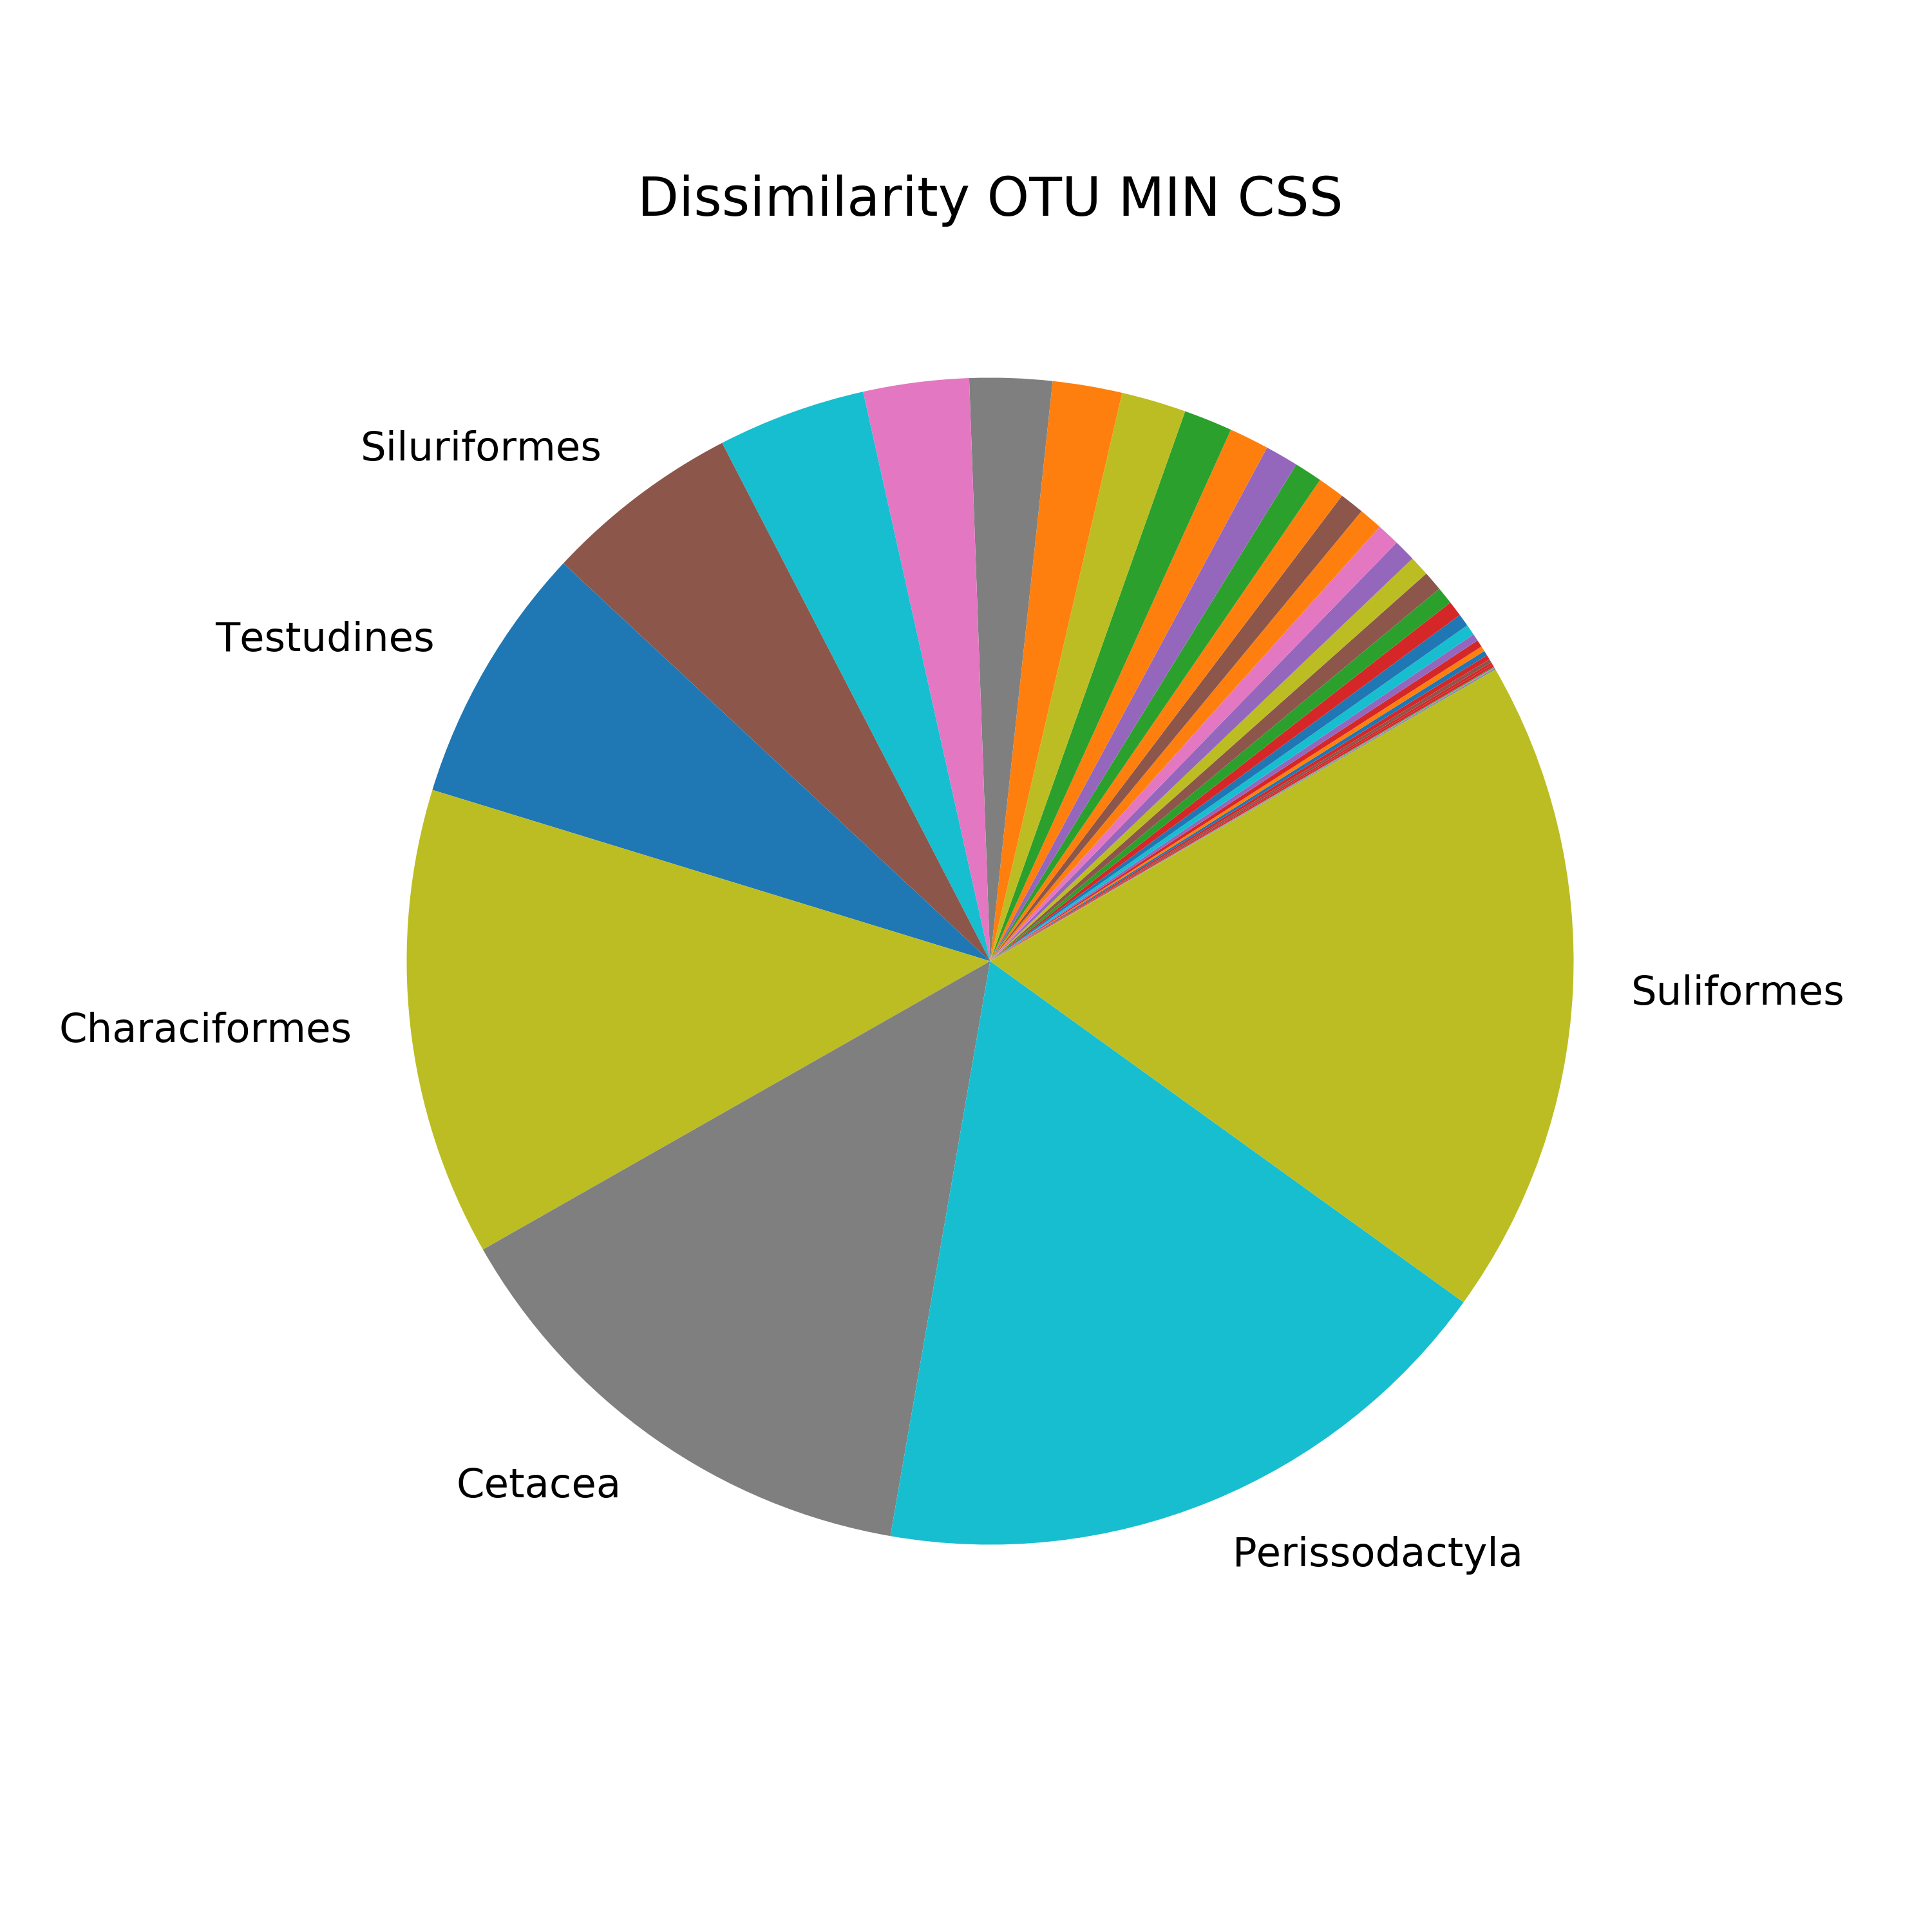 Dissimilarity OTU MIN CSS
Siluriformes
Testudines
Suliformes
Characiformes
Cetacea
Perissodactyla